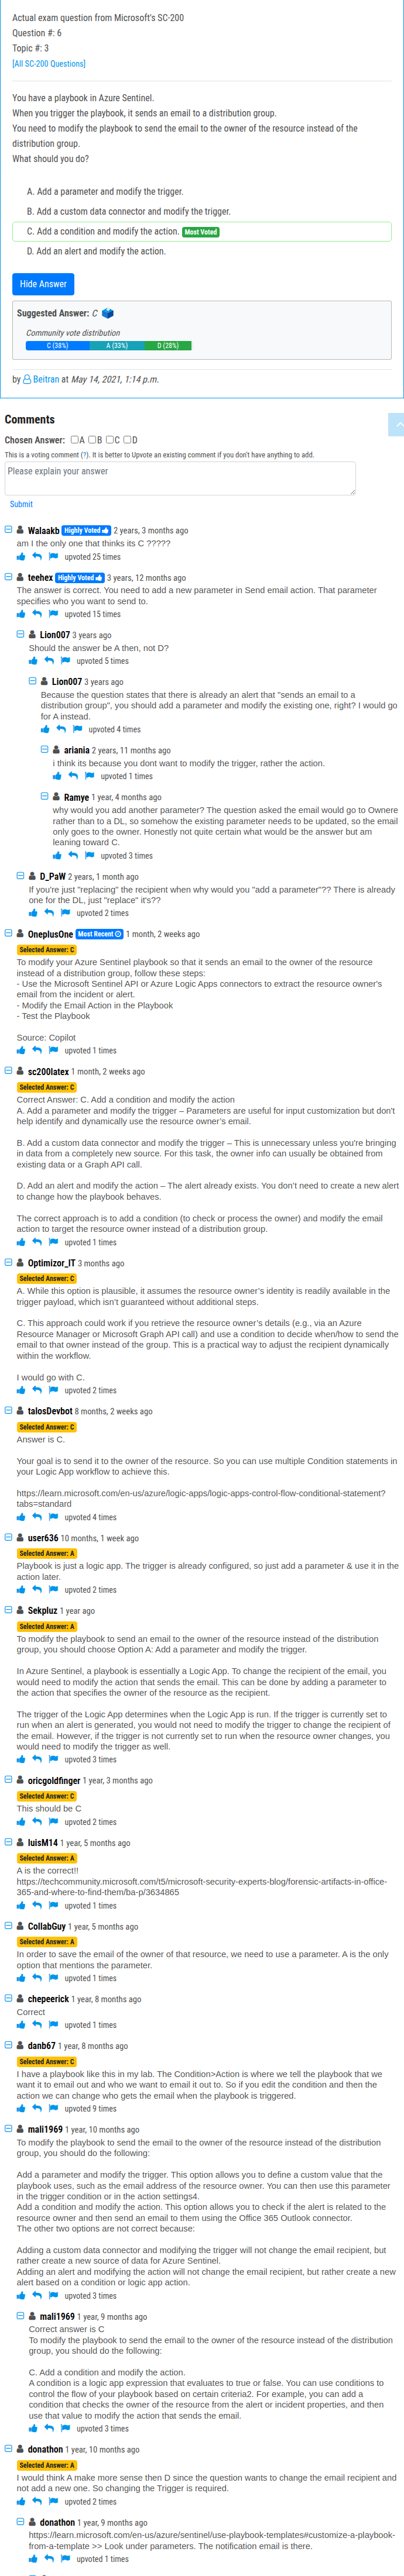 Actual exam question from Microsoft's SC-200
Question #: 6
Topic #: 3
[All SC-200 Questions]
You have a playbook in Azure Sentinel.
When you trigger the playbook, it sends an email to a distribution group.
You need to modify the playbook to send the email to the owner of the resource instead of the
distribution group.
What should you do?
A. Add a parameter and modify the trigger.
B. Add a custom data connector and modify the trigger.
C. Add a condition and modify the action. Most Voted
D. Add an alert and modify the action.
Hide Answer
Suggested Answer: C
Community vote distribution
C (38%) A (33%) D (28%)
by Beitran at May 14, 2021, 1:14 p.m.
Comments
Chosen Answer: A B C D
This is a voting comment (?). It is better to Upvote an existing comment if you don't have anything to add.
Please explain your answer
Submit
Walaakb Highly Voted 2 years, 3 months ago
am I the only one that thinks its C ?????
upvoted 25 times
teehex Highly Voted 3 years, 12 months ago
The answer is correct. You need to add a new parameter in Send email action. That parameter
specifies who you want to send to.
upvoted 15 times
Lion007 3 years ago
Should the answer be A then, not D?
upvoted 5 times
Lion007 3 years ago
Because the question states that there is already an alert that "sends an email to a
distribution group", you should add a parameter and modify the existing one, right? I would go
for A instead.
upvoted 4 times
ariania 2 years, 11 months ago
i think its because you dont want to modify the trigger, rather the action.
upvoted 1 times
Ramye 1 year, 4 months ago
why would you add another parameter? The question asked the email would go to Ownere
rather than to a DL, so somehow the existing parameter needs to be updated, so the email
only goes to the owner. Honestly not quite certain what would be the answer but am
leaning toward C.
upvoted 3 times
D_PaW 2 years, 1 month ago
If you're just "replacing" the recipient when why would you "add a parameter"?? There is already
one for the DL, just "replace" it's??
upvoted 2 times
OneplusOne Most Recent 1 month, 2 weeks ago
Selected Answer: C
To modify your Azure Sentinel playbook so that it sends an email to the owner of the resource
instead of a distribution group, follow these steps:
- Use the Microsoft Sentinel API or Azure Logic Apps connectors to extract the resource owner's
email from the incident or alert.
- Modify the Email Action in the Playbook
- Test the Playbook
Source: Copilot
upvoted 1 times
sc200latex 1 month, 2 weeks ago
Selected Answer: C
Correct Answer: C. Add a condition and modify the action
A. Add a parameter and modify the trigger – Parameters are useful for input customization but don't
help identify and dynamically use the resource owner's email.
B. Add a custom data connector and modify the trigger – This is unnecessary unless you're bringing
in data from a completely new source. For this task, the owner info can usually be obtained from
existing data or a Graph API call.
D. Add an alert and modify the action – The alert already exists. You don't need to create a new alert
to change how the playbook behaves.
The correct approach is to add a condition (to check or process the owner) and modify the email
action to target the resource owner instead of a distribution group.
upvoted 1 times
Optimizor_IT 3 months ago
Selected Answer: C
A. While this option is plausible, it assumes the resource owner's identity is readily available in the
trigger payload, which isn't guaranteed without additional steps.
C. This approach could work if you retrieve the resource owner's details (e.g., via an Azure
Resource Manager or Microsoft Graph API call) and use a condition to decide when/how to send the
email to that owner instead of the group. This is a practical way to adjust the recipient dynamically
within the workflow.
I would go with C.
upvoted 2 times
talosDevbot 8 months, 2 weeks ago
Selected Answer: C
Answer is C.
Your goal is to send it to the owner of the resource. So you can use multiple Condition statements in
your Logic App workflow to achieve this.
https://learn.microsoft.com/en-us/azure/logic-apps/logic-apps-control-flow-conditional-statement?
tabs=standard
upvoted 4 times
user636 10 months, 1 week ago
Selected Answer: A
Playbook is just a logic app. The trigger is already configured, so just add a parameter & use it in the
action later.
upvoted 2 times
Sekpluz 1 year ago
Selected Answer: A
To modify the playbook to send an email to the owner of the resource instead of the distribution
group, you should choose Option A: Add a parameter and modify the trigger.
In Azure Sentinel, a playbook is essentially a Logic App. To change the recipient of the email, you
would need to modify the action that sends the email. This can be done by adding a parameter to
the action that specifies the owner of the resource as the recipient.
The trigger of the Logic App determines when the Logic App is run. If the trigger is currently set to
run when an alert is generated, you would not need to modify the trigger to change the recipient of
the email. However, if the trigger is not currently set to run when the resource owner changes, you
would need to modify the trigger as well.
upvoted 3 times
oricgoldfinger 1 year, 3 months ago
Selected Answer: C
This should be C
upvoted 2 times
luisM14 1 year, 5 months ago
Selected Answer: A
A is the correct!!
https://techcommunity.microsoft.com/t5/microsoft-security-experts-blog/forensic-artifacts-in-office-
365-and-where-to-find-them/ba-p/3634865
upvoted 1 times
CollabGuy 1 year, 5 months ago
Selected Answer: A
In order to save the email of the owner of that resource, we need to use a parameter. A is the only
option that mentions the parameter.
upvoted 1 times
chepeerick 1 year, 8 months ago
Correct
upvoted 1 times
danb67 1 year, 8 months ago
Selected Answer: C
I have a playbook like this in my lab. The Condition>Action is where we tell the playbook that we
want it to email out and who we want to email it out to. So if you edit the condition and then the
action we can change who gets the email when the playbook is triggered.
upvoted 9 times
mali1969 1 year, 10 months ago
To modify the playbook to send the email to the owner of the resource instead of the distribution
group, you should do the following:
Add a parameter and modify the trigger. This option allows you to define a custom value that the
playbook uses, such as the email address of the resource owner. You can then use this parameter
in the trigger condition or in the action settings4.
Add a condition and modify the action. This option allows you to check if the alert is related to the
resource owner and then send an email to them using the Office 365 Outlook connector.
The other two options are not correct because:
Adding a custom data connector and modifying the trigger will not change the email recipient, but
rather create a new source of data for Azure Sentinel.
Adding an alert and modifying the action will not change the email recipient, but rather create a new
alert based on a condition or logic app action.
upvoted 3 times
mali1969 1 year, 9 months ago
Correct answer is C
To modify the playbook to send the email to the owner of the resource instead of the distribution
group, you should do the following:
C. Add a condition and modify the action.
A condition is a logic app expression that evaluates to true or false. You can use conditions to
control the flow of your playbook based on certain criteria2. For example, you can add a
condition that checks the owner of the resource from the alert or incident properties, and then
use that value to modify the action that sends the email.
upvoted 3 times
donathon 1 year, 10 months ago
Selected Answer: A
I would think A make more sense then D since the question wants to change the email recipient and
not add a new one. So changing the Trigger is required.
upvoted 2 times
donathon 1 year, 9 months ago
https://learn.microsoft.com/en-us/azure/sentinel/use-playbook-templates#customize-a-playbook-
from-a-template >> Look under parameters. The notification email is there.
upvoted 1 times